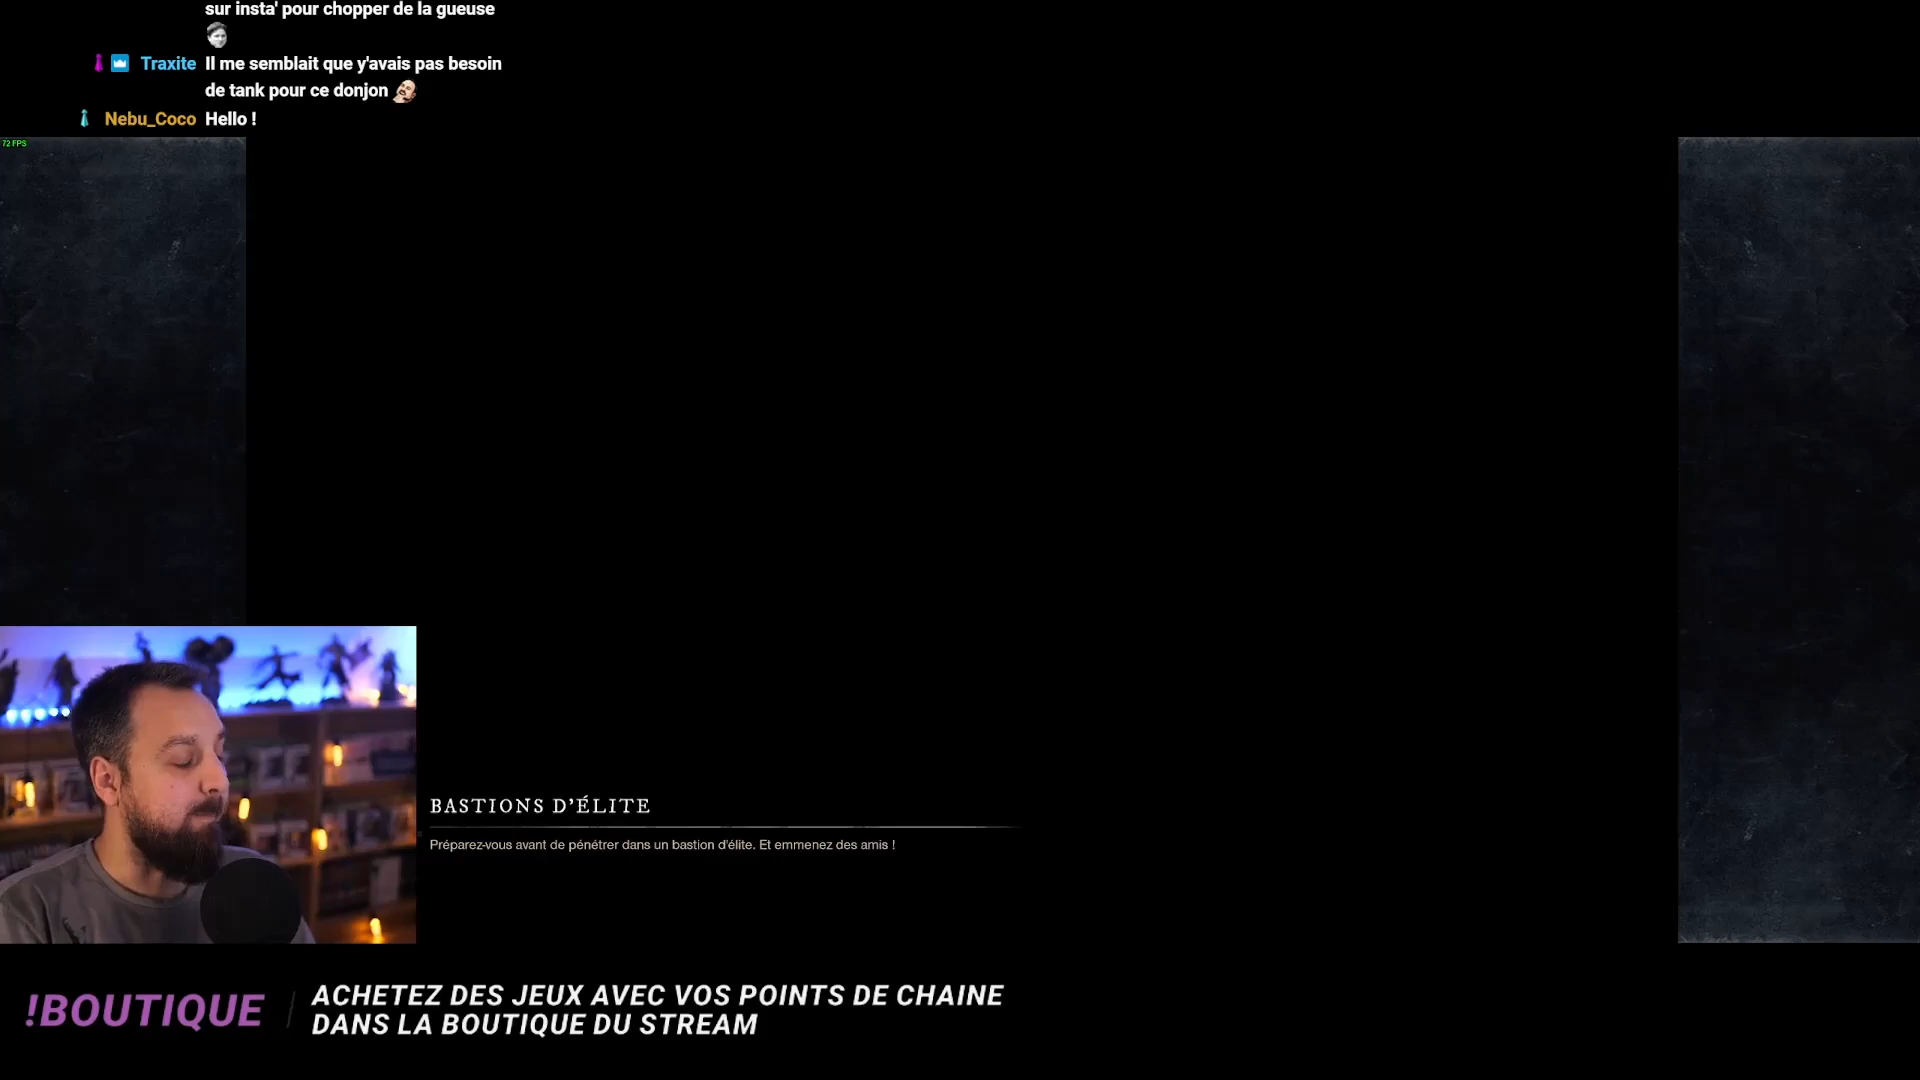 sur insta' pour chopper de la gueuse
Traxite Il me semblait que y'avais pas besoin
de tank pour ce donjon
Nebu_Coco Hello !
72 FPS
BASTIONS D'ÉLITE
Préparez-vous avant de pénétrer dans un bastion d'élite. Et emmenez des amis !
!BOUTIQUE
ACHETEZ DES JEUX AVEC VOS POINTS DE CHAINE
DANS LA BOUTIQUE DU STREAM